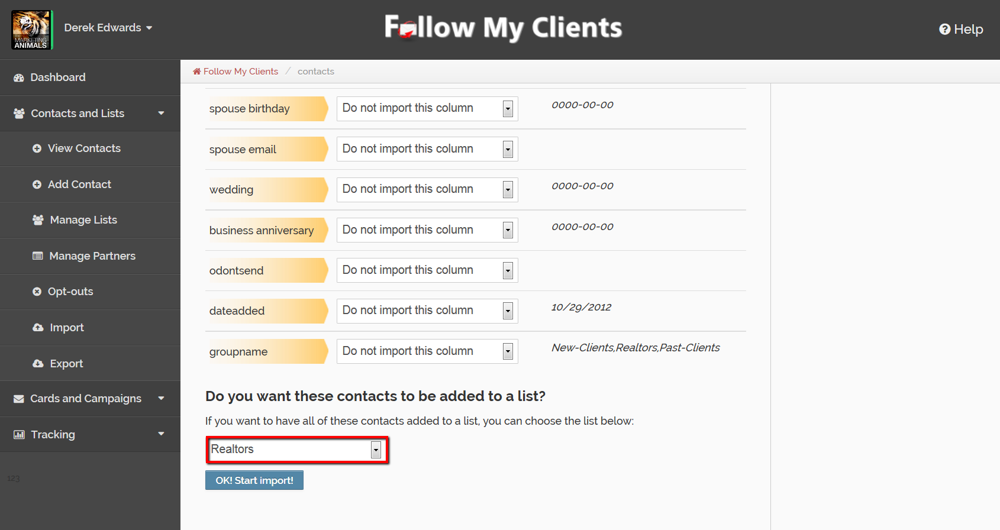 MARKETING
ANIMALS
Derek Edwards
Follow My Clients
Help
Dashboard
Contacts and Lists
View Contacts
Add Contact
Manage Lists
Manage Partners
Opt-outs
Import
Export
Cards and Campaigns
Tracking
123
Follow My Clients / contacts
spouse birthday Do not import this column 0000-00-00
spouse email Do not import this column
wedding Do not import this column 0000-00-00
business anniversary Do not import this column 0000-00-00
odontsend Do not import this column
dateadded Do not import this column 10/29/2012
groupname Do not import this column New-Clients,Realtors,Past-Clients
Do you want these contacts to be added to a list?
If you want to have all of these contacts added to a list, you can choose the list below:
Realtors
OK! Start import!